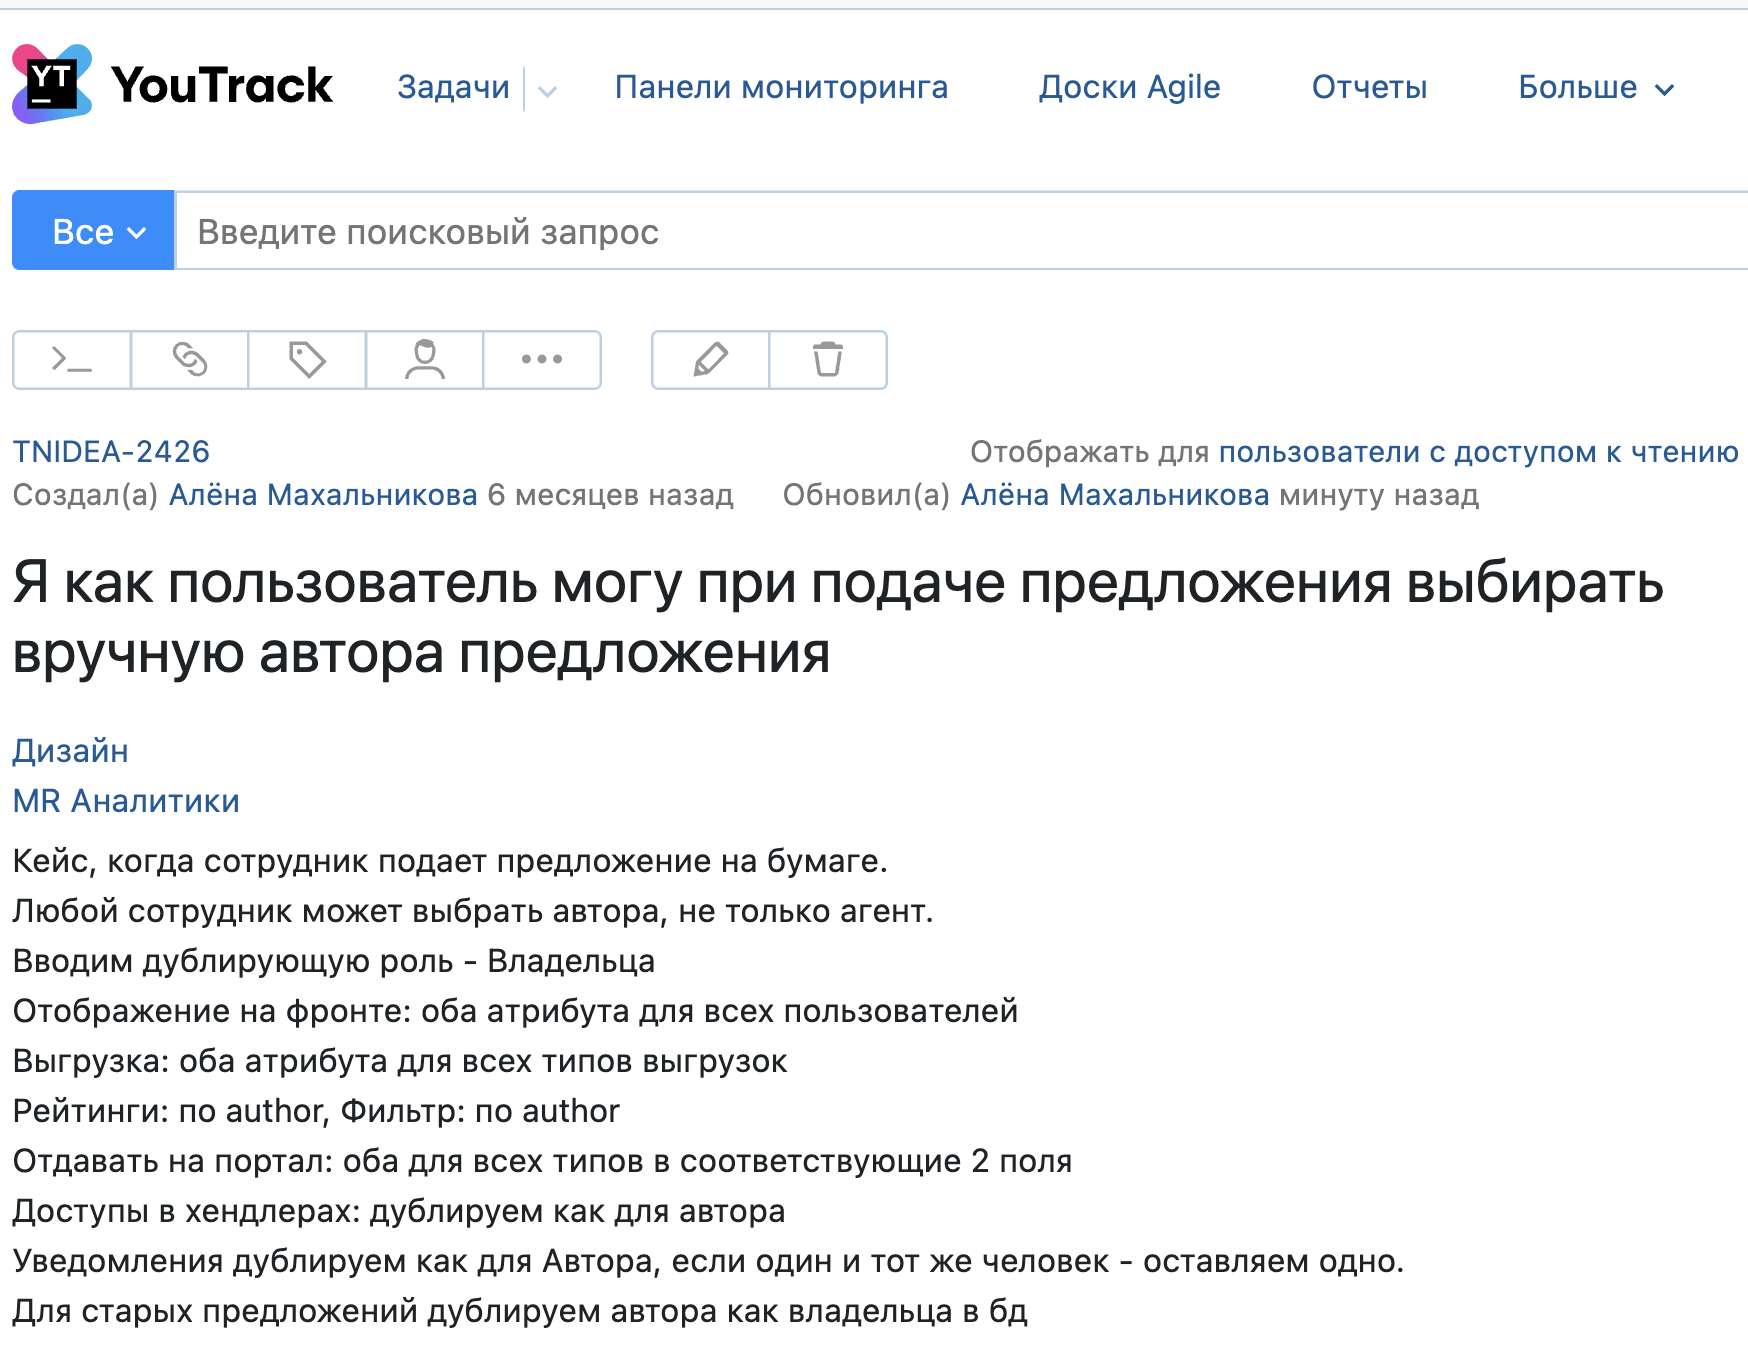 YT YouTrack Задачи Панели мониторинга Доски Agile Отчеты Больше
Все Введите поисковый запрос
TNIDEA-2426 Отображать для пользователи с доступом к чтению
Создал(а) Алёна Махальникова 6 месяцев назад Обновил(а) Алёна Махальникова минуту назад
Я как пользователь могу при подаче предложения выбирать
вручную автора предложения
Дизайн
MR Аналитики
Кейс, когда сотрудник подает предложение на бумаге.
Любой сотрудник может выбрать автора, не только агент.
Вводим дублирующую роль - Владельца
Отображение на фронте: оба атрибута для всех пользователей
Выгрузка: оба атрибута для всех типов выгрузок
Рейтинги: по author, Фильтр: по author
Отдавать на портал: оба для всех типов в соответствующие 2 поля
Доступы в хендлерах: дублируем как для автора
Уведомления дублируем как для Автора, если один и тот же человек - оставляем одно.
Для старых предложений дублируем автора как владельца в бд